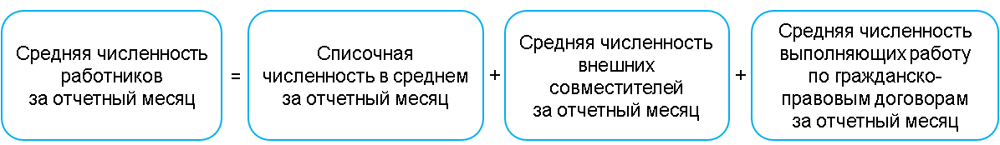 Средняя численность
работников
за отчетный месяц
=
Списочная
численность в среднем
за отчетный месяц
+
Средняя численность
внешних
совместителей
за отчетный месяц
+
Средняя численность
выполняющих работу
по гражданско-
правовым договорам
за отчетный месяц